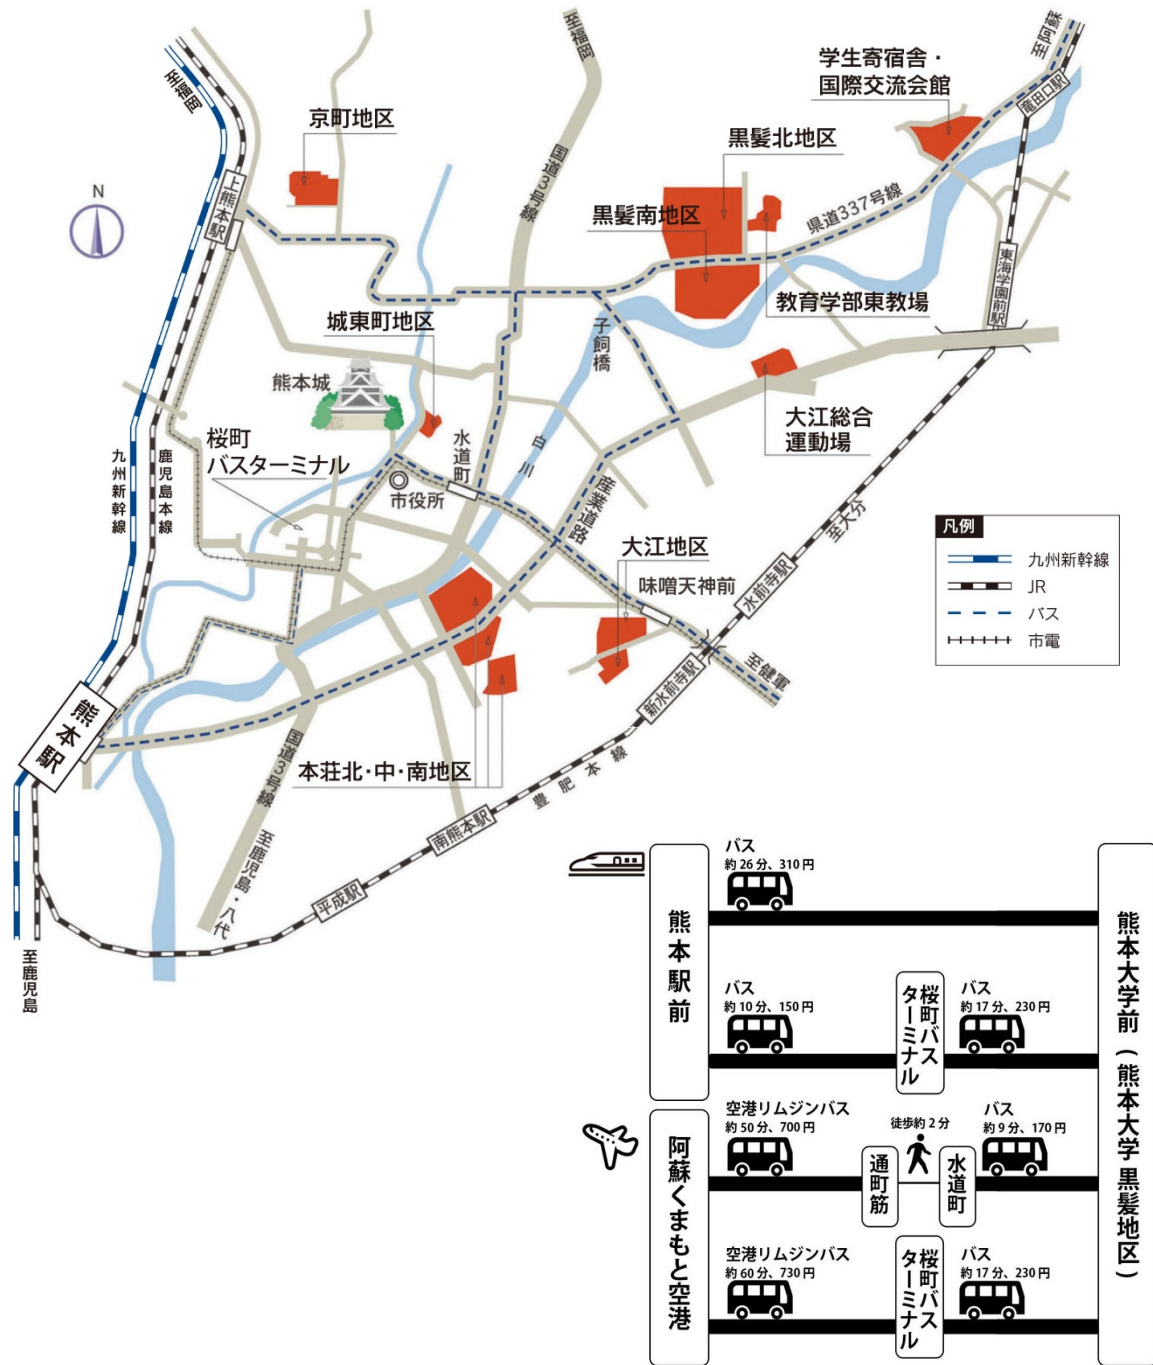 至福岡
至福岡
至阿蘇
学生寄宿舎・
国際交流会館
竜田口駅
京町地区
黒髪北地区
国道3号線
N
上熊本駅
黒髪南地区
県道337号線
東海学園前駅
教育学部東教場
城東町地区
子飼橋
熊本城
大江総合
運動場
桜町
バスターミナル
水道町
白川
九州新幹線
鹿児島本線
市役所
産業道路
至大分
大江地区
味噌天神前
水前寺駅
凡例
九州新幹線
JR
バス
市電
新水前寺駅
至健軍
熊本駅
国道3号線
本荘北・中・南地区
豊肥本線
南熊本駅
至鹿児島・八代
平成駅
至鹿児島
熊本駅前
バス
約26分、310円
バス
約10分、150円
桜町バス
ターミナル
バス
約17分、230円
阿蘇くまもと空港
空港リムジンバス
約50分、700円
通町筋
徒歩約2分
水道町
バス
約9分、170円
空港リムジンバス
約60分、730円
桜町バス
ターミナル
バス
約17分、230円
熊本大学前(熊本大学 黒髪地区)